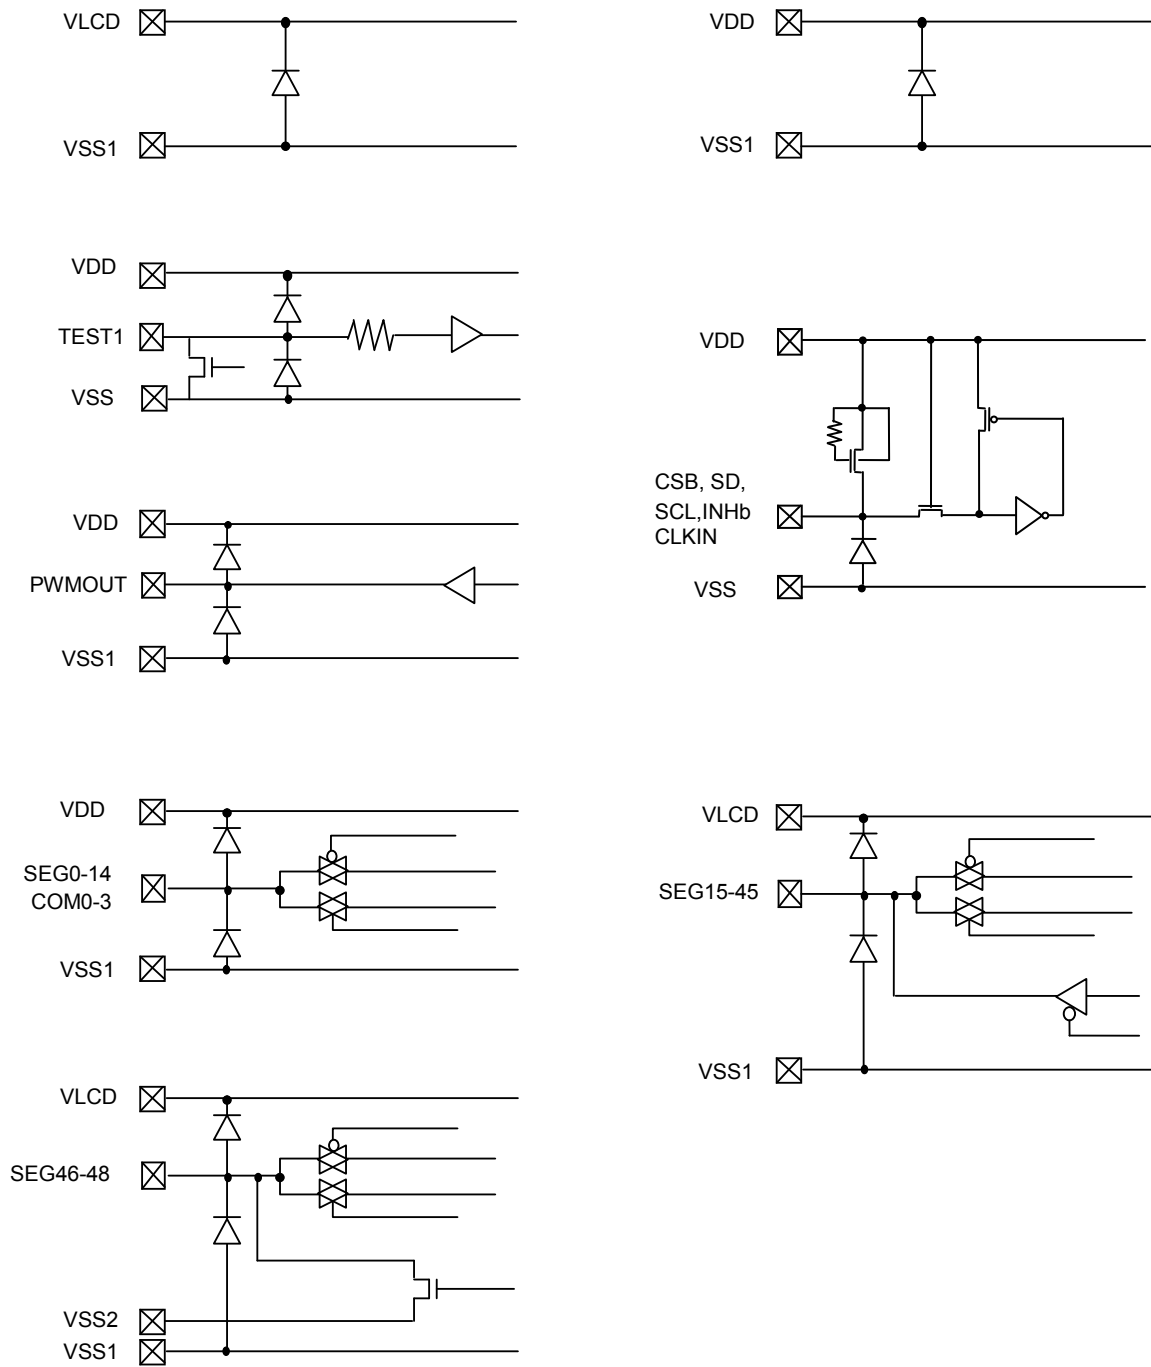 VLCD
VSS1
VDD
VSS1
VDD
TEST1
VSS
VDD
CSB, SD,
SCL,INHb
CLKIN
VSS
VDD
PWMOUT
VSS1
VDD
SEG0-14
COM0-3
VSS1
VLCD
SEG15-45
VSS1
VLCD
SEG46-48
VSS2
VSS1